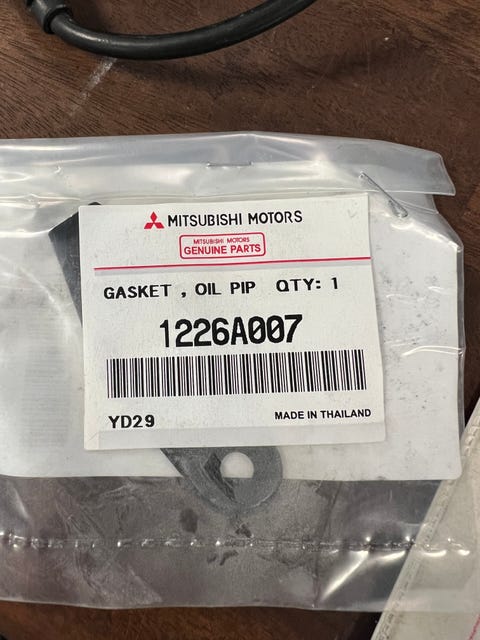 MITSUBISHI MOTORS
MITSUBISHI MOTORS
GENUINE PARTS
GASKET , OIL PIP QTY: 1
1226A007
YD29 MADE IN THAILAND